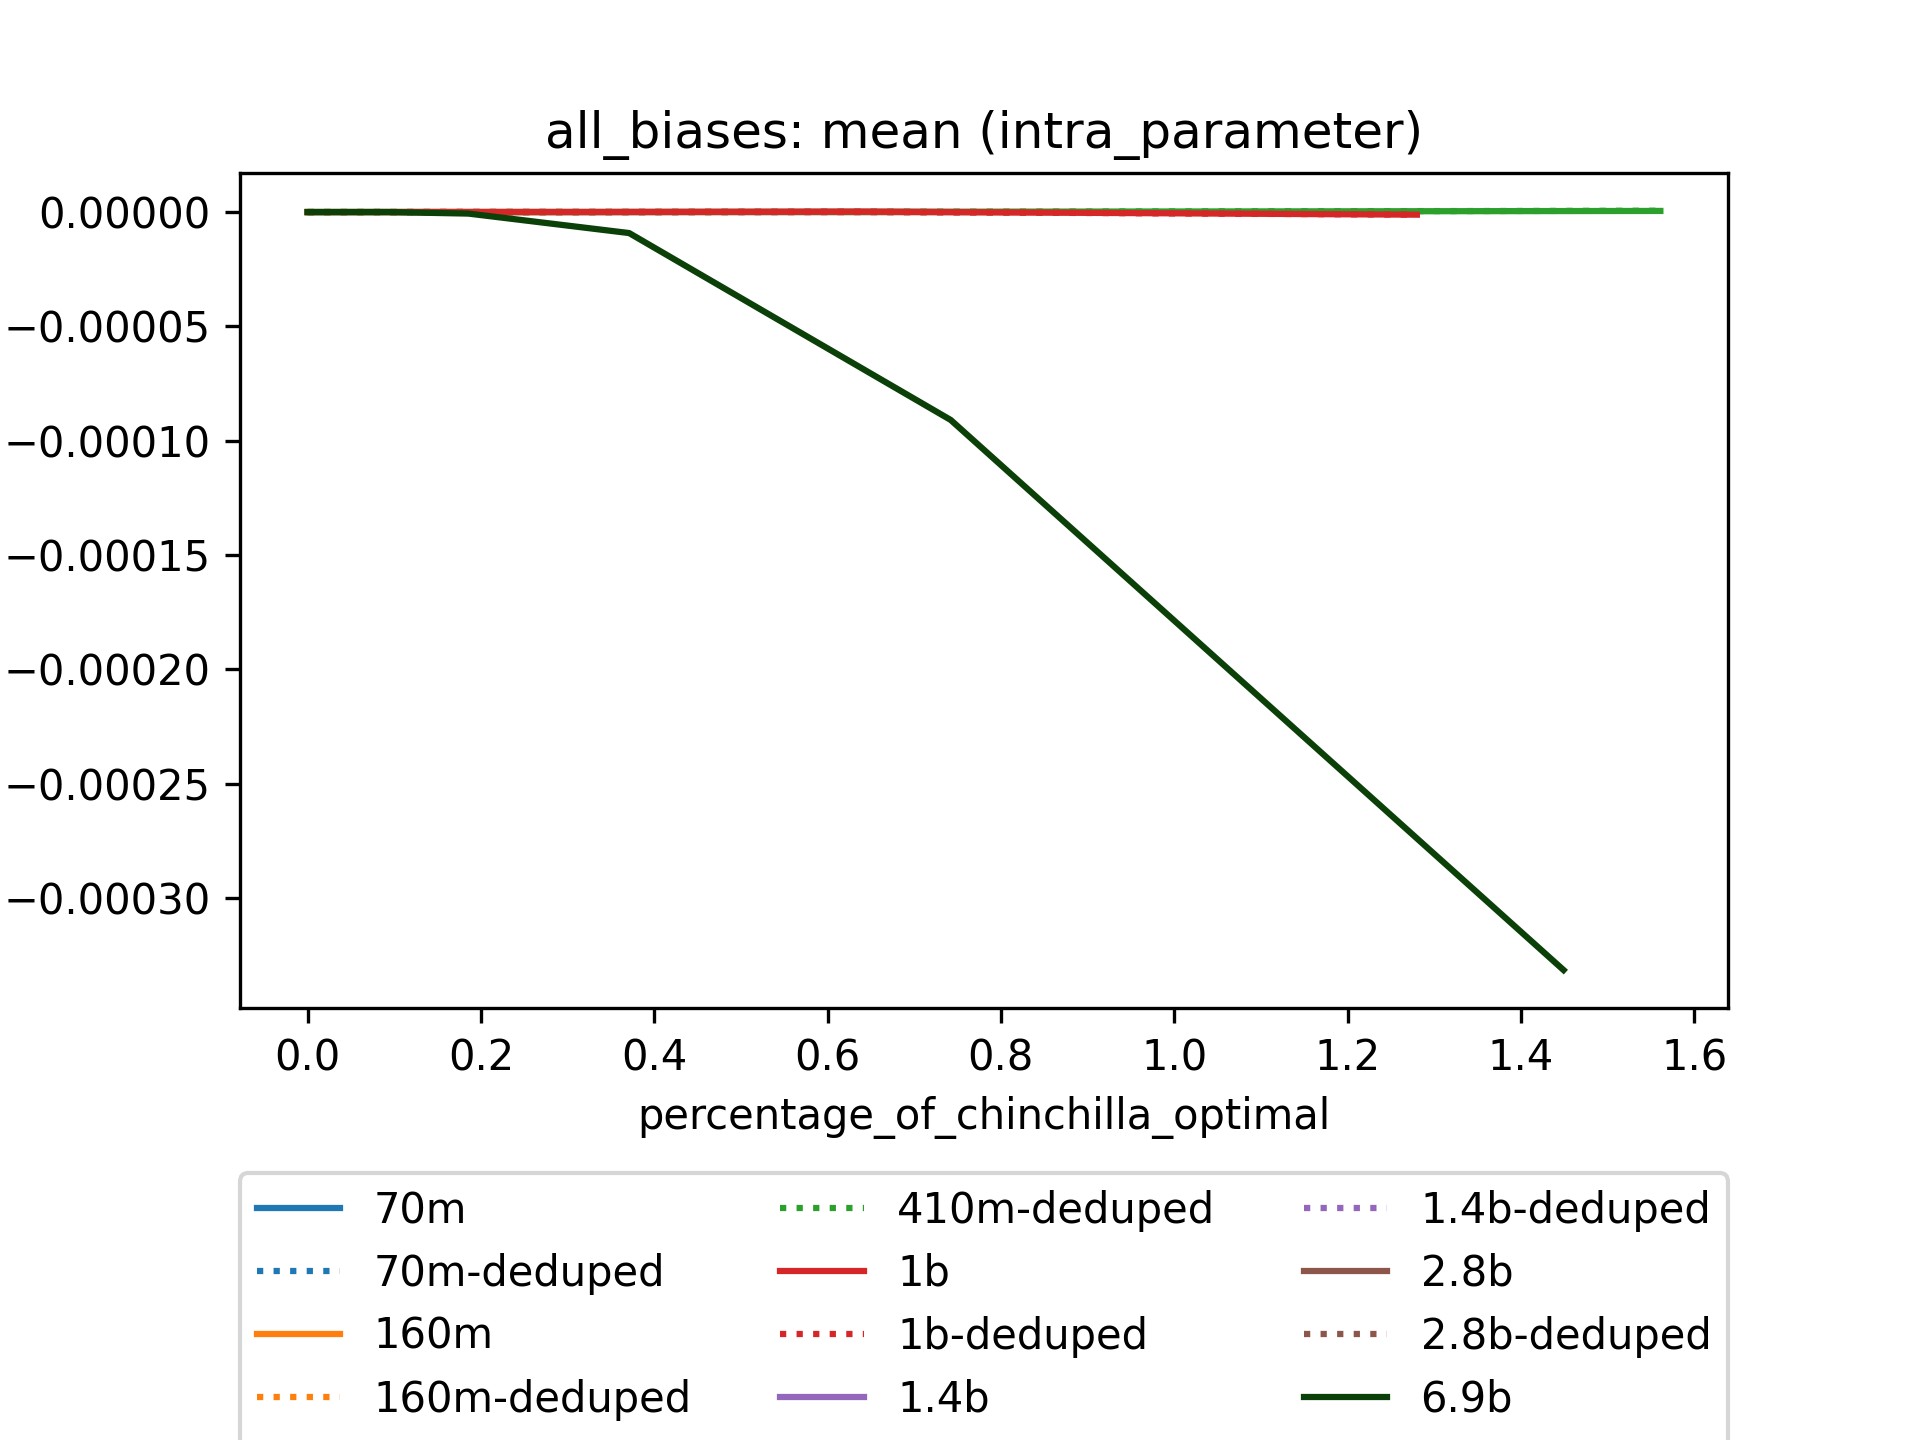 all_biases: mean (intra_parameter)
0.00000
−0.00005
−0.00010
−0.00015
−0.00020
−0.00025
−0.00030
0.0 0.2 0.4 0.6 0.8 1.0 1.2 1.4 1.6
percentage_of_chinchilla_optimal
70m 410m-deduped 1.4b-deduped
70m-deduped 1b 2.8b
160m 1b-deduped 2.8b-deduped
160m-deduped 1.4b 6.9b